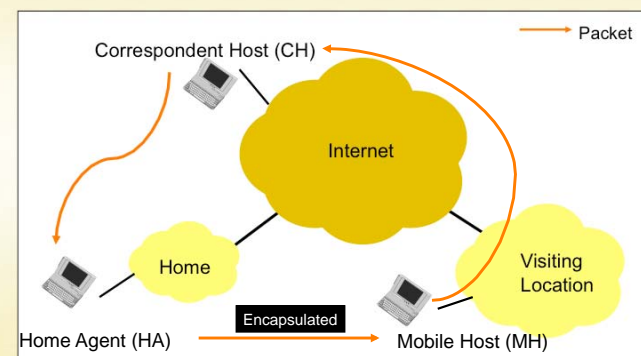 Packet
Correspondent Host (CH)
Internet
Home
Visiting
Location
Encapsulated
Home Agent (HA)
Mobile Host (MH)